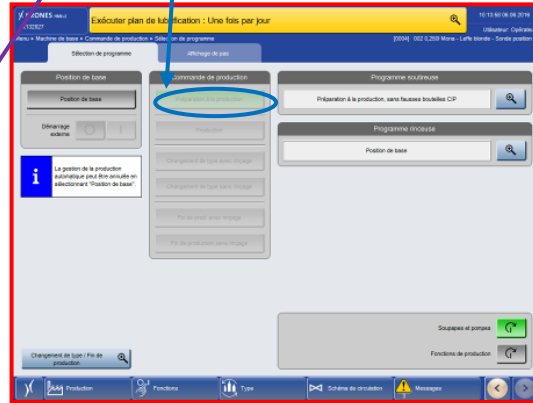 KRONES
Exécuter plan de lubrification : Une fois par jour
10:13:50 06.06.2016
Utilisateur: Opérateur
Menu » Machine de base » Commande de production » Sélection de programme
[0004] 002 0,250l Mona - Leffe blonde - Sonde position
Sélection de programme
Affichage de pas
Position de base
Commande de production
Programme soutireuse
Position de base
Préparation à la production
Préparation à la production, sans fausses bouteilles CIP
Démarrage
externe
O I
Production
Programme rinceuse
Position de base
i
La gestion de la production
automatique peut être annulée en
sélectionnant "Position de base".
Changement de type avec rinçage
Changement de type sans rinçage
Fin de prod. avec rinçage
Fin de production sans rinçage
Soupapes et pompes
Fonctions de production
Changement de type / Fin de
production
Production
Fonctions
Type
Schéma de circulation
Messages